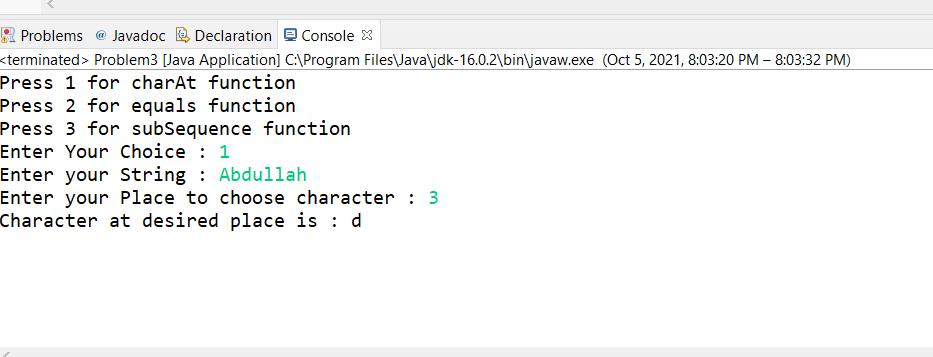 Problems @ Javadoc Declaration Console
<terminated> Problem3 [Java Application] C:\Program Files\Java\jdk-16.0.2\bin\javaw.exe (Oct 5, 2021, 8:03:20 PM – 8:03:32 PM)
Press 1 for charAt function
Press 2 for equals function
Press 3 for subSequence function
Enter Your Choice : 1
Enter your String : Abdullah
Enter your Place to choose character : 3
Character at desired place is : d